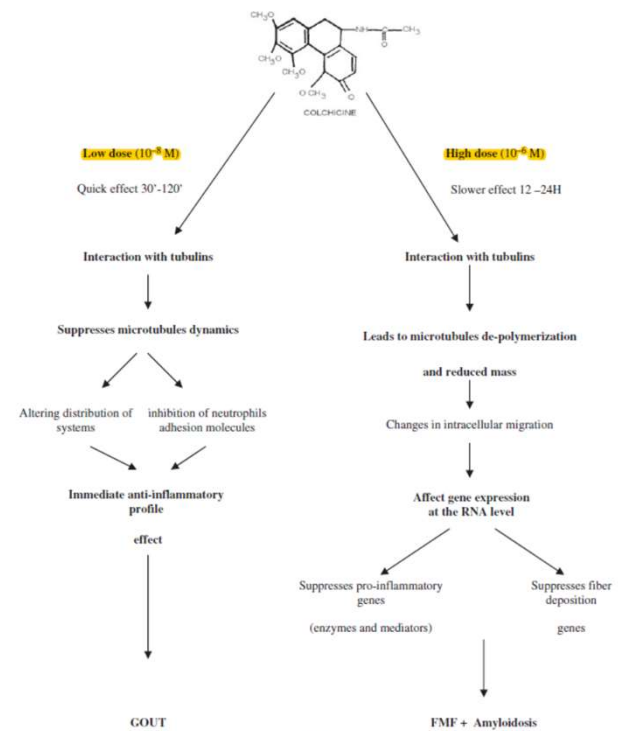 CH₃O
NH
C
CH₃
O
CH₃O
CH₃O
OCH₃
O
COLCHICINE
Low dose (10⁻⁸ M)
High dose (10⁻⁶ M)
Quick effect 30'-120'
Slower effect 12 –24H
Interaction with tubulins
Interaction with tubulins
Suppresses microtubules dynamics
Leads to microtubules de-polymerization
and reduced mass
Altering distribution of
systems
inhibition of neutrophils
adhesion molecules
Changes in intracellular migration
Immediate anti-inflammatory
profile
effect
Affect gene expression
at the RNA level
Suppresses pro-inflammatory
genes
(enzymes and mediators)
Suppresses fiber
deposition
genes
GOUT
FMF + Amyloidosis